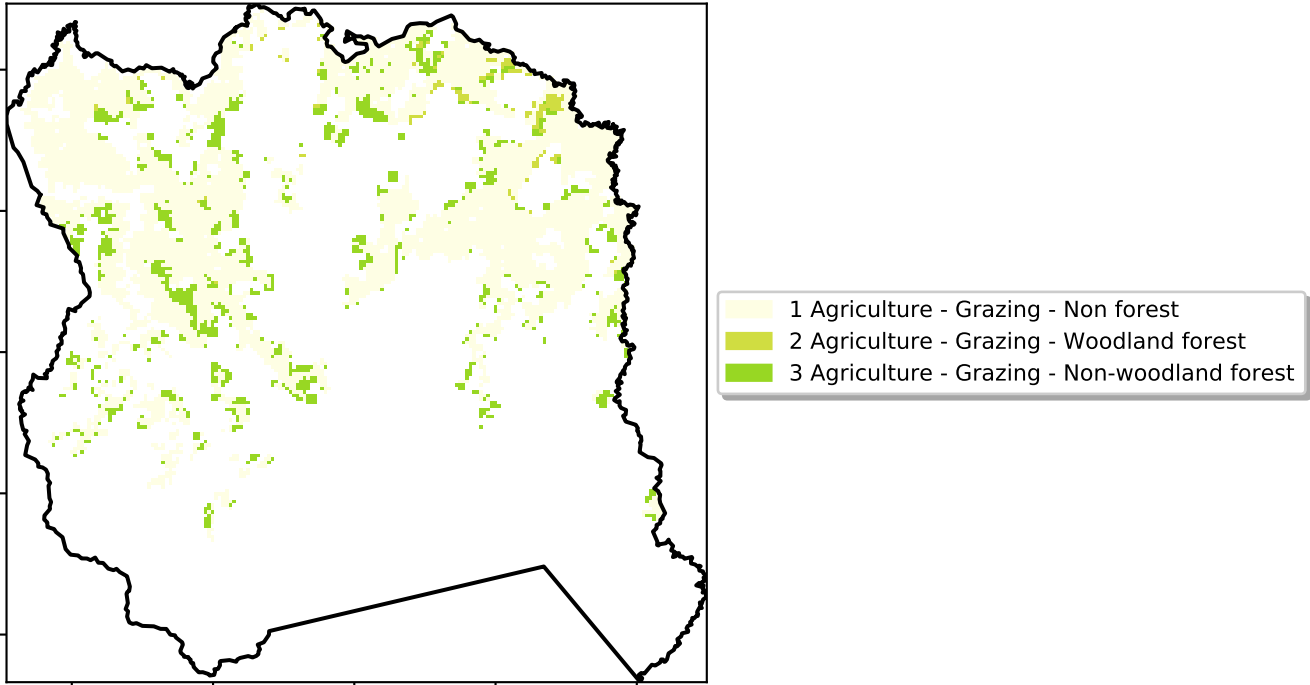 1 Agriculture - Grazing - Non forest
2 Agriculture - Grazing - Woodland forest
3 Agriculture - Grazing - Non-woodland forest